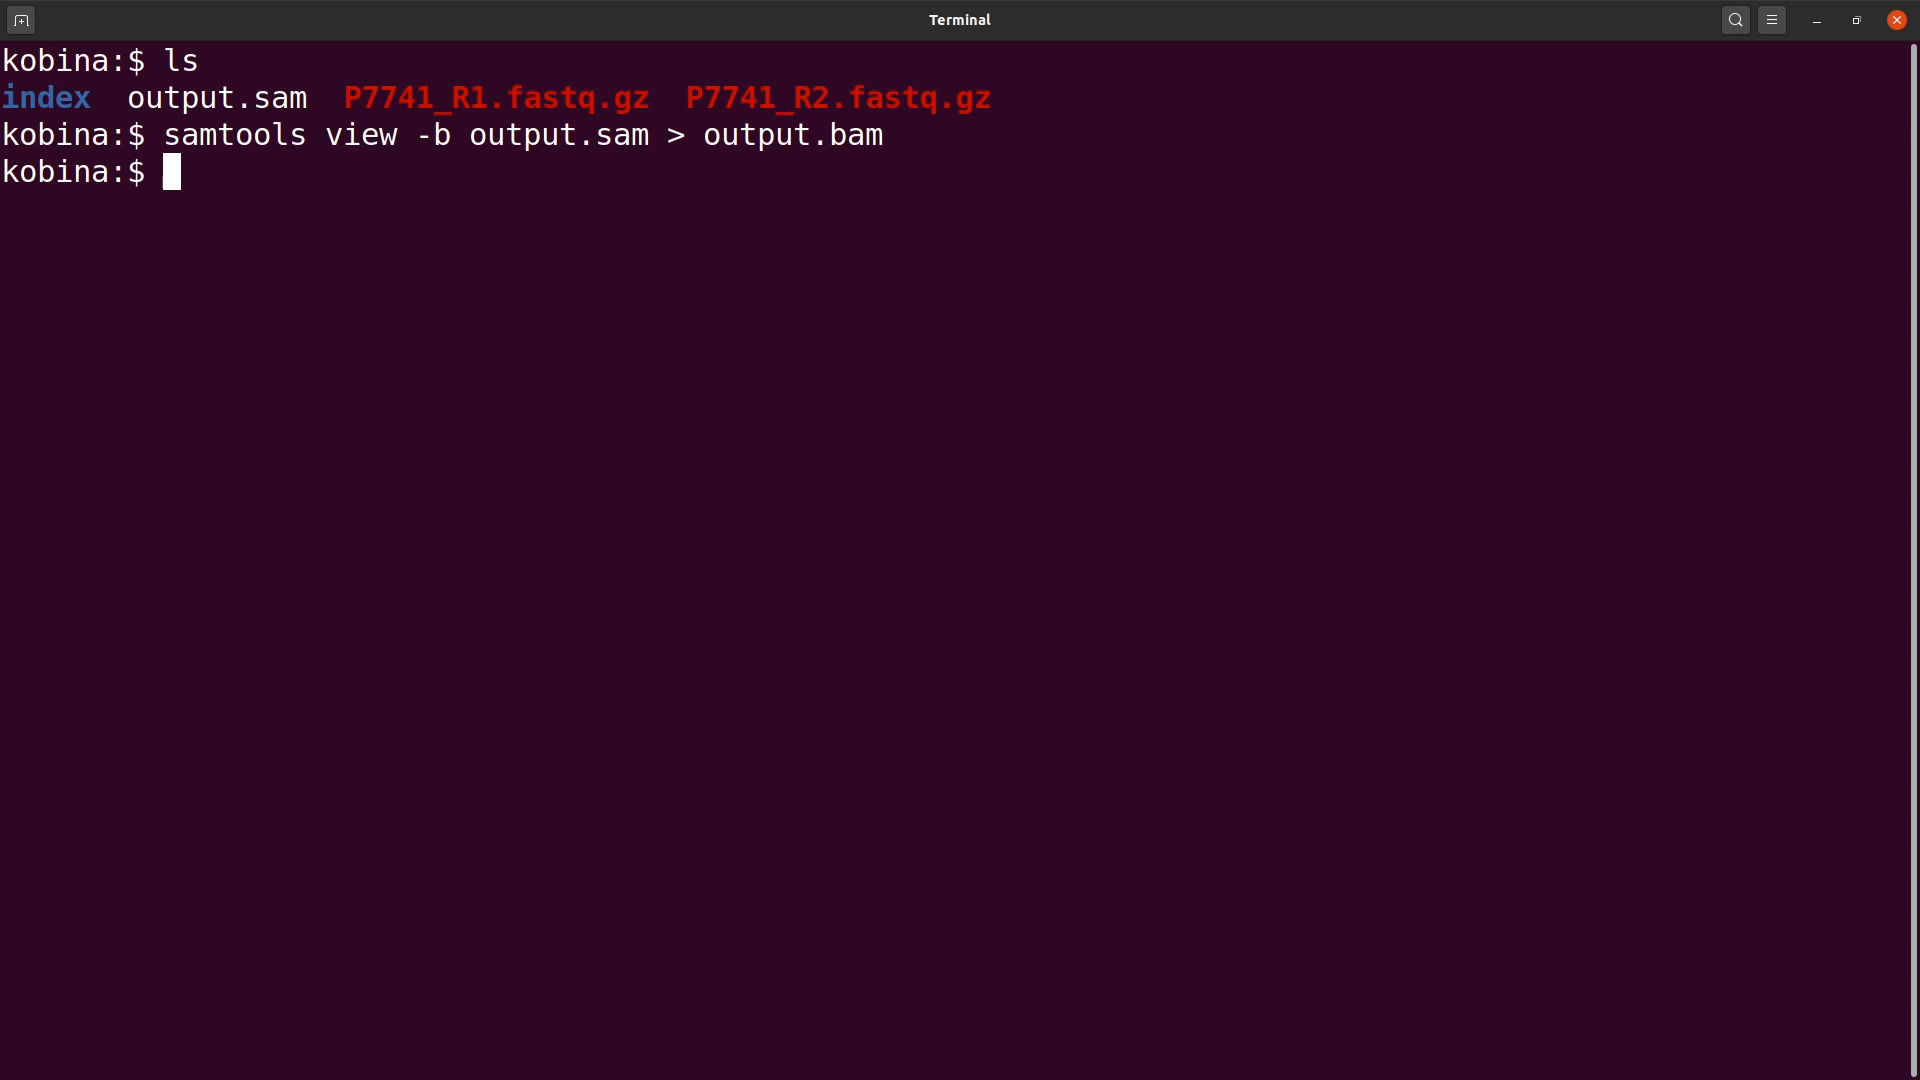 Terminal
kobina:$ ls
index  output.sam  P7741_R1.fastq.gz  P7741_R2.fastq.gz
kobina:$ samtools view -b output.sam > output.bam
kobina:$